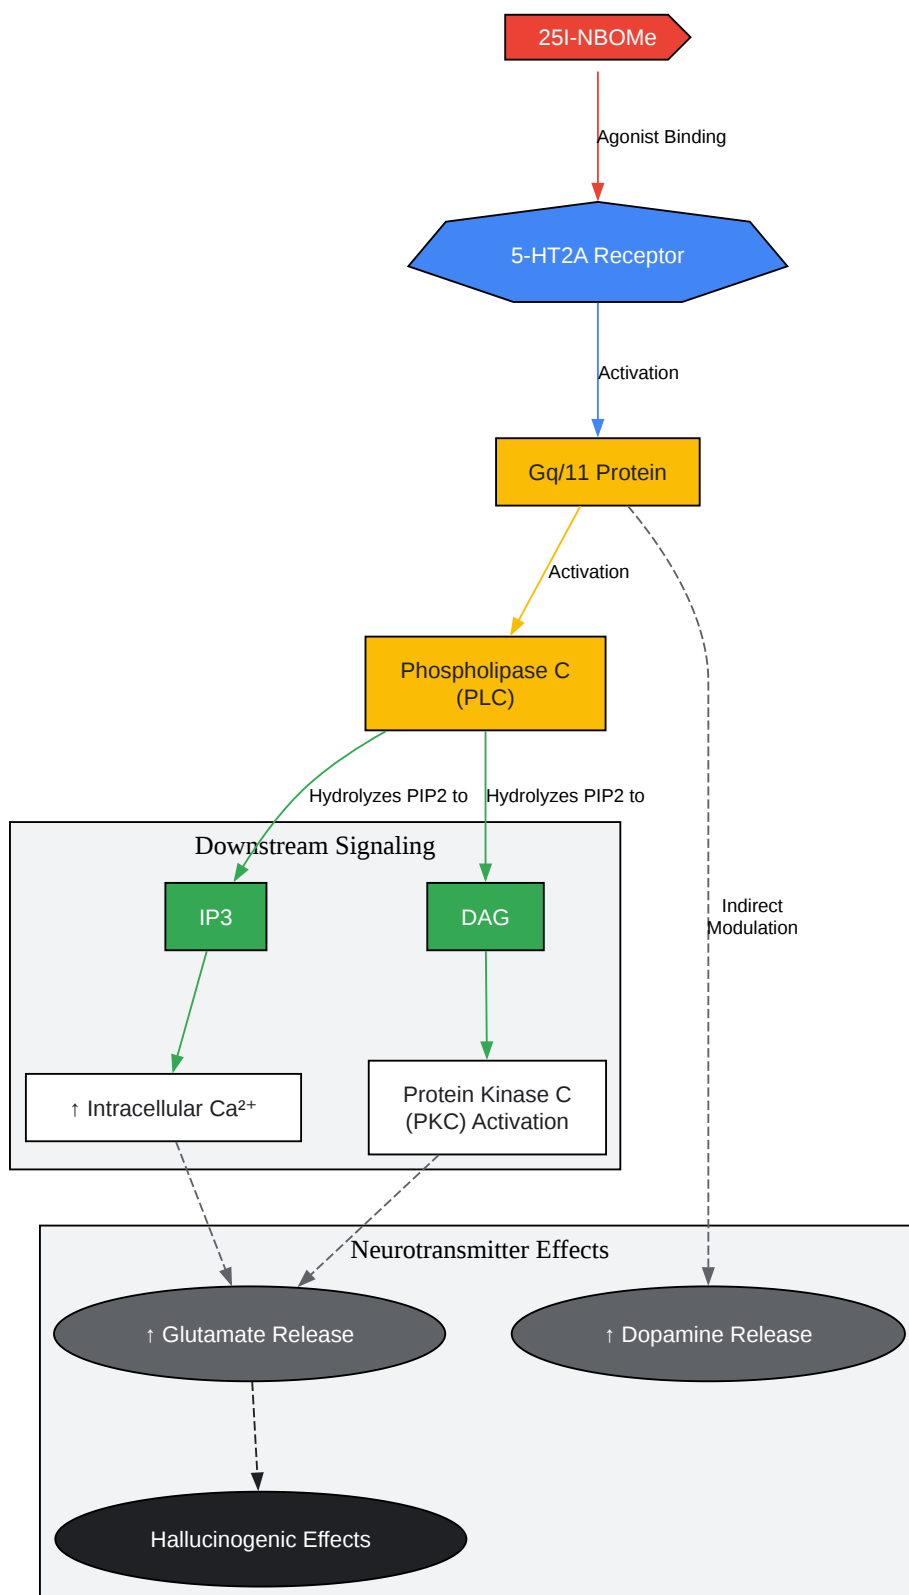 25I-NBOMe
Agonist Binding
5-HT2A Receptor
Activation
Gq/11 Protein
Activation
Phospholipase C
(PLC)
Hydrolyzes PIP2 to
Hydrolyzes PIP2 to
Downstream Signaling
IP3
DAG
Indirect
Modulation
↑ Intracellular Ca²⁺
Protein Kinase C
(PKC) Activation
Neurotransmitter Effects
↑ Glutamate Release
↑ Dopamine Release
Hallucinogenic Effects